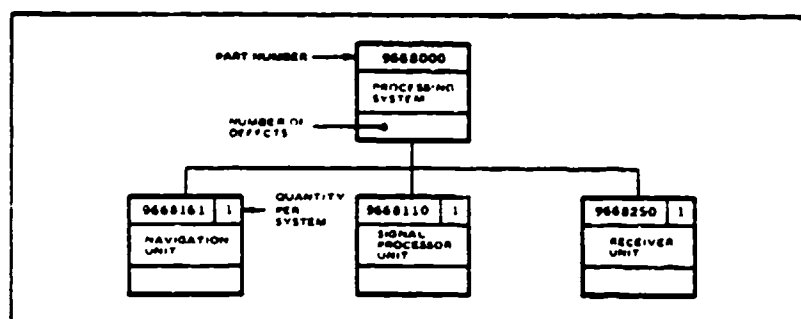 PART NUMBER
9668000
PROCESSING
SYSTEM
NUMBER OF
DEFECTS
9668161 1
QUANTITY
PER
SYSTEM
NAVIGATION
UNIT
9668110 1
SIGNAL
PROCESSOR
UNIT
9668250 1
RECEIVER
UNIT